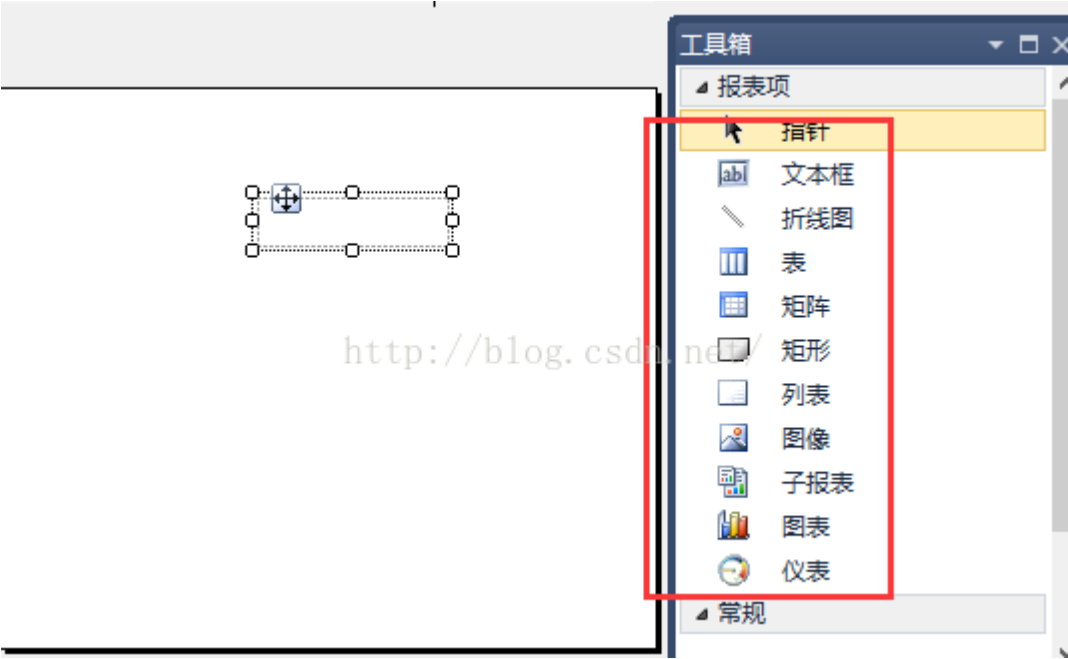 工具箱
报表项
指针
abl 文本框
折线图
表
矩阵
http://blog.csdn.net/
矩形
列表
图像
子报表
图表
仪表
常规